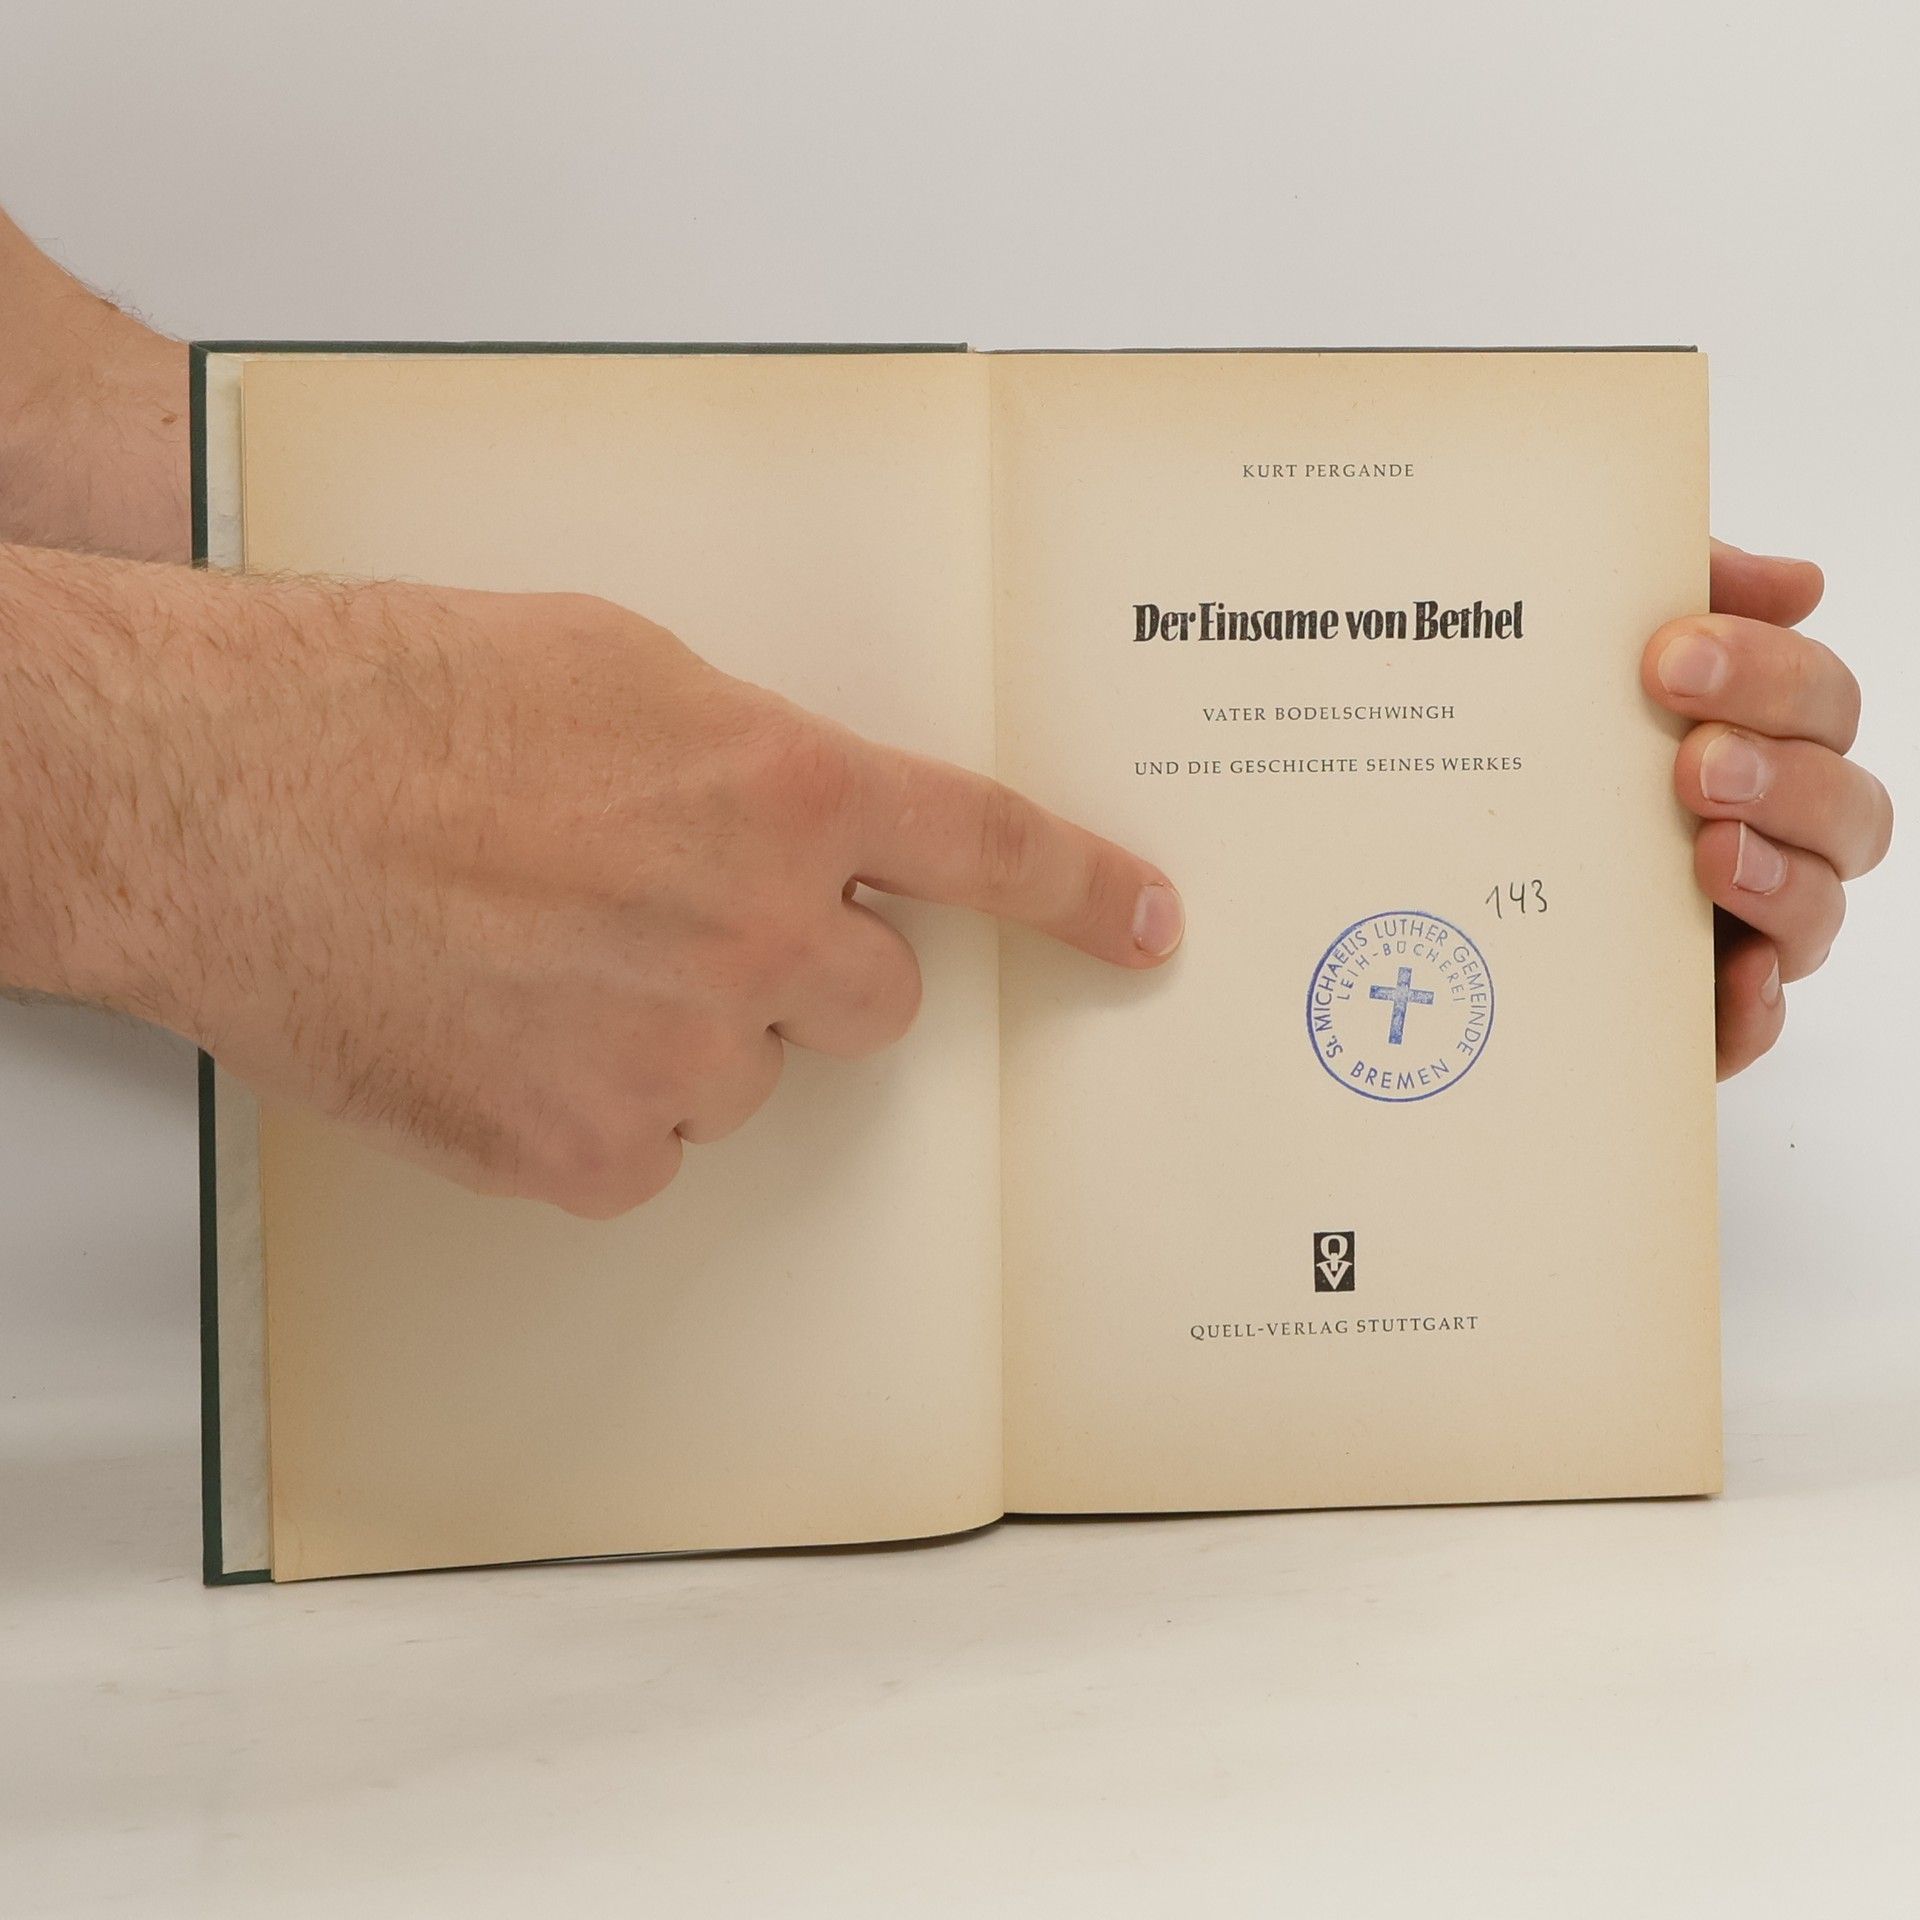 KURT PERGANDE
Der Einsame von Bethel
VATER BODELSCHWINGH
UND DIE GESCHICHTE SEINES WERKES
143
St. MICHAELIS LUTHER GEMEINDE
LEIH-BÜCHEREI
BREMEN
QV
QUELL-VERLAG STUTTGART